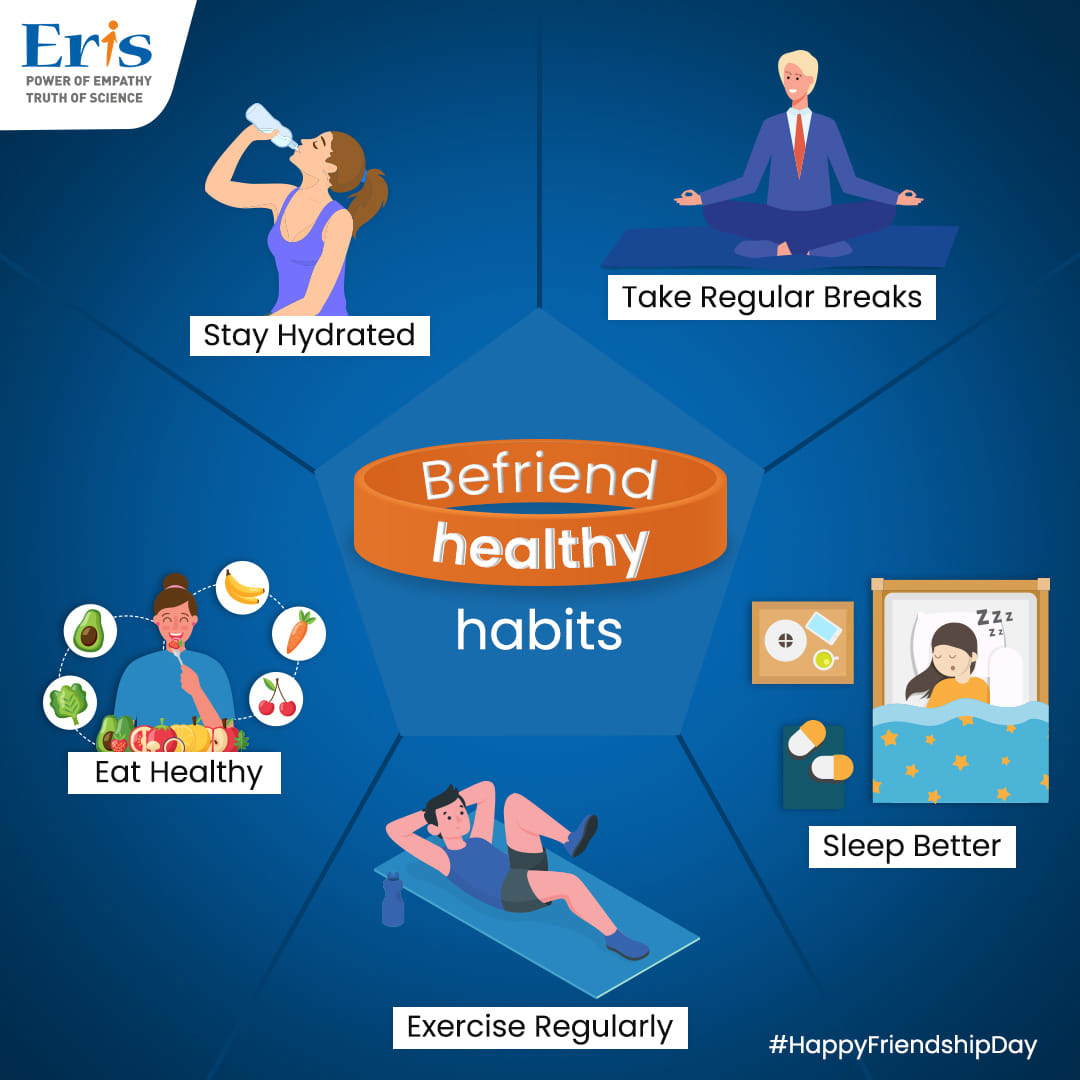 Eris
POWER OF EMPATHY
TRUTH OF SCIENCE
Stay Hydrated
Take Regular Breaks
Befriend
healthy
habits
Eat Healthy
Z z z
z z
Sleep Better
Exercise Regularly
#HappyFriendshipDay